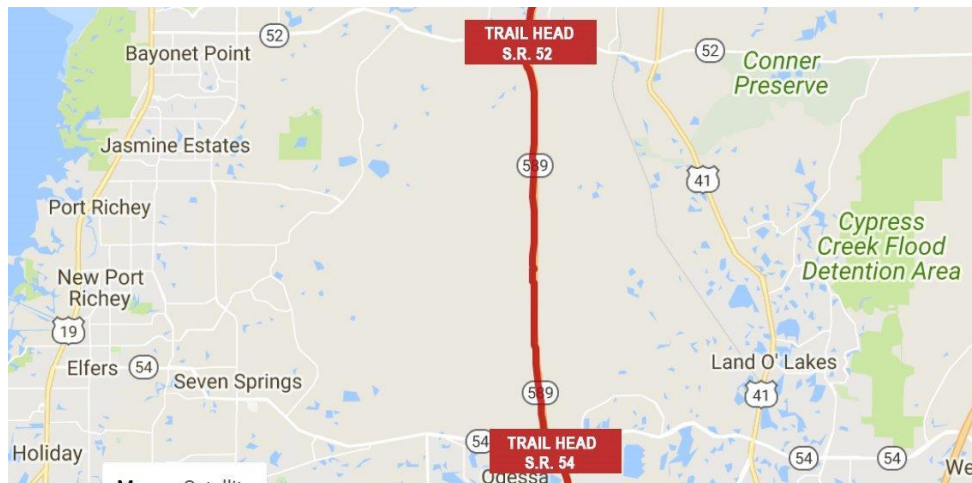 TRAIL HEAD
S.R. 52
52
52
Bayonet Point
Conner
Preserve
Jasmine Estates
589
41
Port Richey
Cypress
Creek Flood
Detention Area
New Port
Richey
19
Elfers
54
Seven Springs
Land O' Lakes
589
41
Holiday
54
TRAIL HEAD
S.R. 54
54
54
Odessa